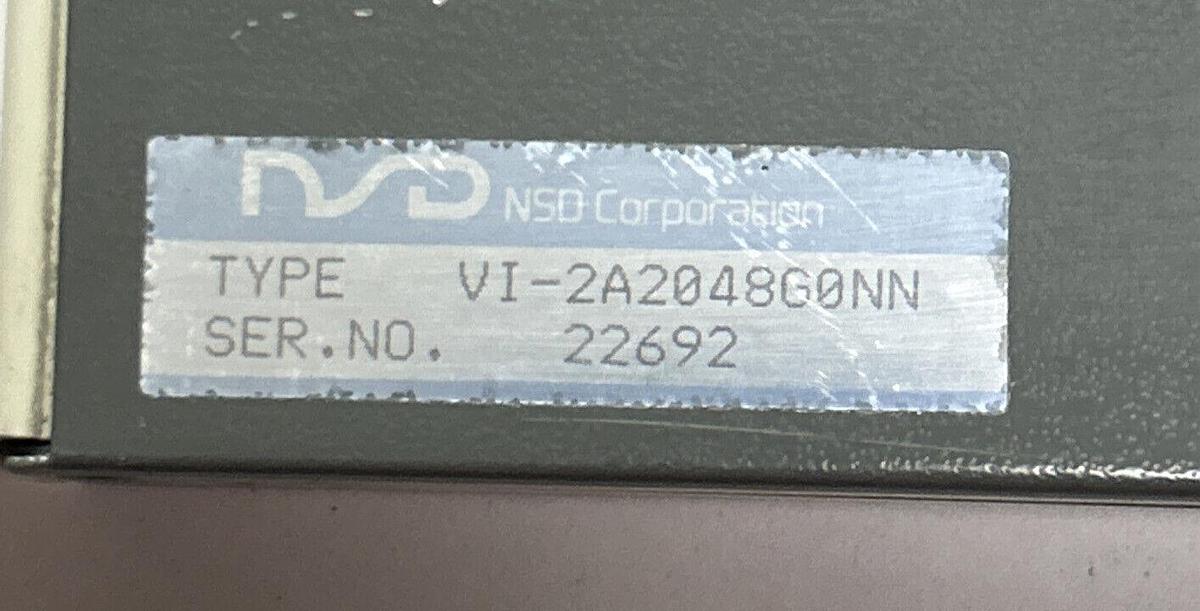 NSD NSD Corporation
TYPE VI-2A2048G0NN
SER.NO. 22692